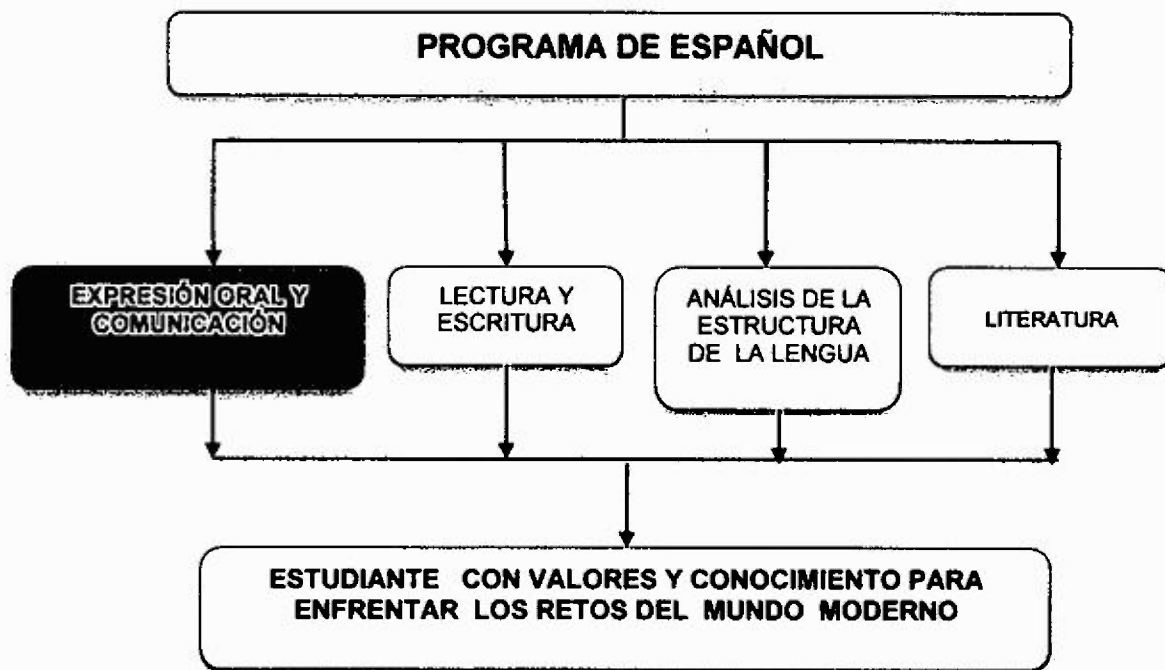 PROGRAMA DE ESPAÑOL
EXPRESIÓN ORAL Y
COMUNICACIÓN
LECTURA Y
ESCRITURA
ANÁLISIS DE LA
ESTRUCTURA
DE LA LENGUA
LITERATURA
ESTUDIANTE CON VALORES Y CONOCIMIENTO PARA
ENFRENTAR LOS RETOS DEL MUNDO MODERNO